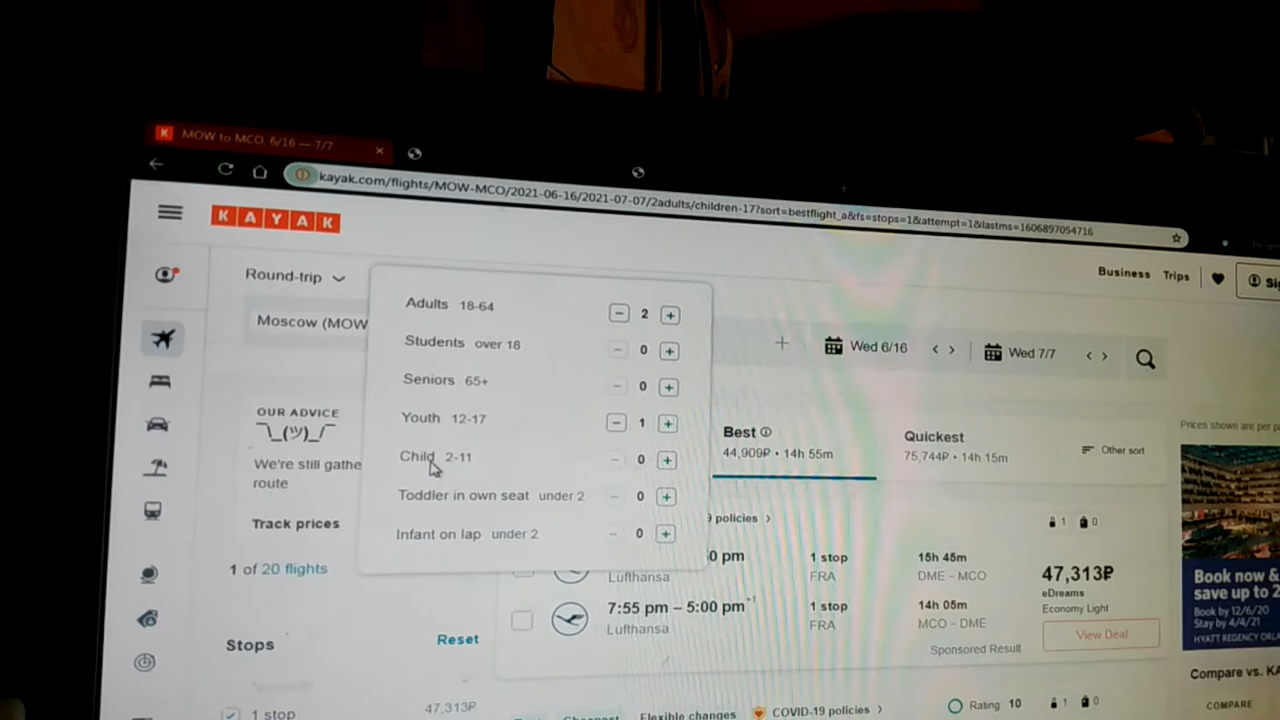 MOW to MCO, 6/16 — 7/7
kayak.com/flights/MOW-MCO/2021-06-16/2021-07-07/2adults/children-17?sort=bestflight_a&fs=stops=1&attempt=1&lastms=1606897054716
KAYAK
Business Trips
Round-trip
Moscow (MOW
Wed 6/16
Wed 7/7
Adults 18-64 2
Students over 18 0
Seniors 65+ 0
Youth 12-17 1
Child 2-11 0
Toddler in own seat under 2 0
Infant on lap under 2 0
OUR ADVICE
¯\_(ツ)_/¯
We're still gathe
route
Track prices
1 of 20 flights
Stops
Reset
1 stop
47,313₽
Best
44,909₽ • 14h 55m
Quickest
75,744₽ • 14h 15m
Other sort
9 policies
1 0
0 pm
Lufthansa
1 stop
FRA
15h 45m
DME - MCO
7:55 pm – 5:00 pm +1
Lufthansa
1 stop
FRA
14h 05m
MCO - DME
47,313₽
eDreams
Economy Light
View Deal
Sponsored Result
Flexible changes
COVID-19 policies
Rating: 10
1 0
Prices shown are per p
Book now &
save up to 2
Book by 12/6/20
Stay by 4/4/21
HYATT REGENCY ORLA
Compare vs. KA
COMPARE